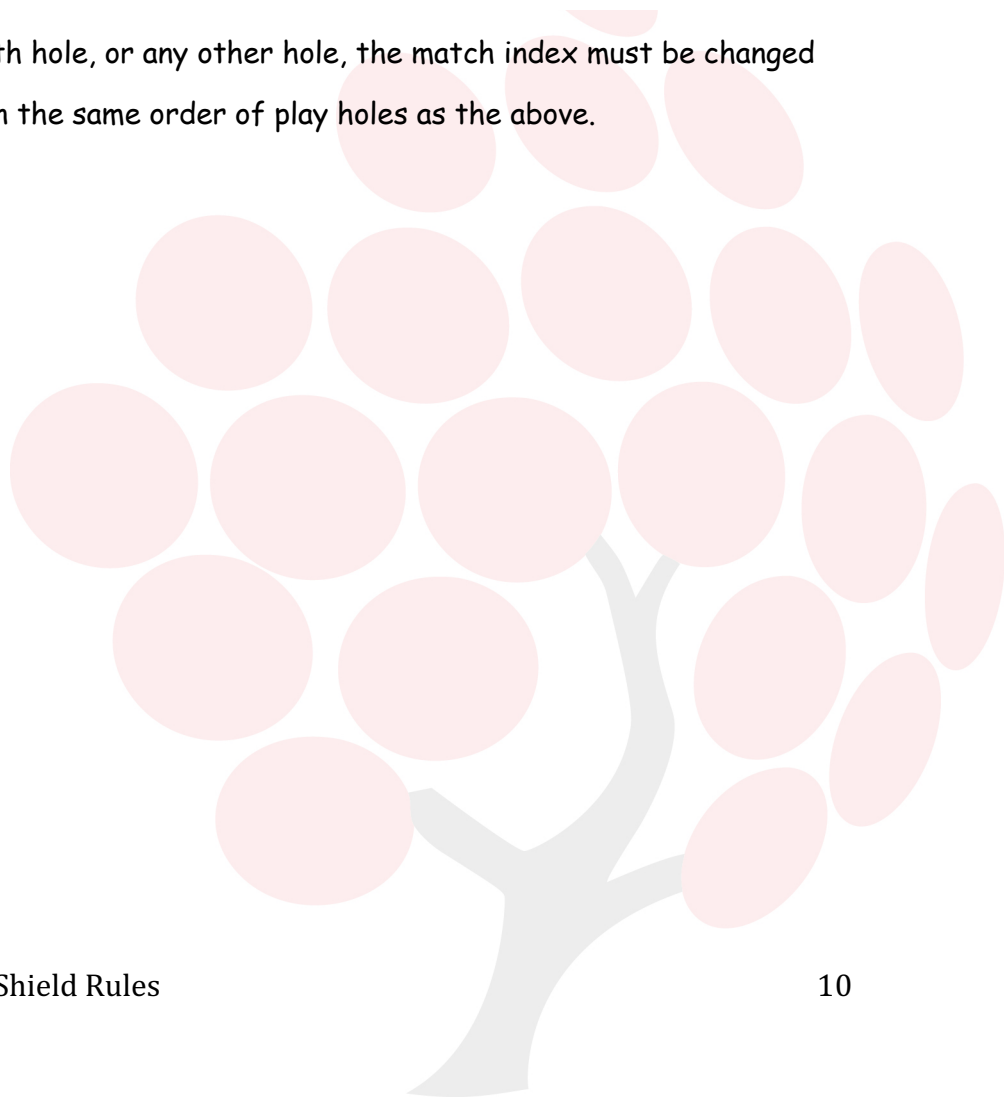 th hole, or any other hole, the match index must be changed
the same order of play holes as the above.
Shield Rules 10